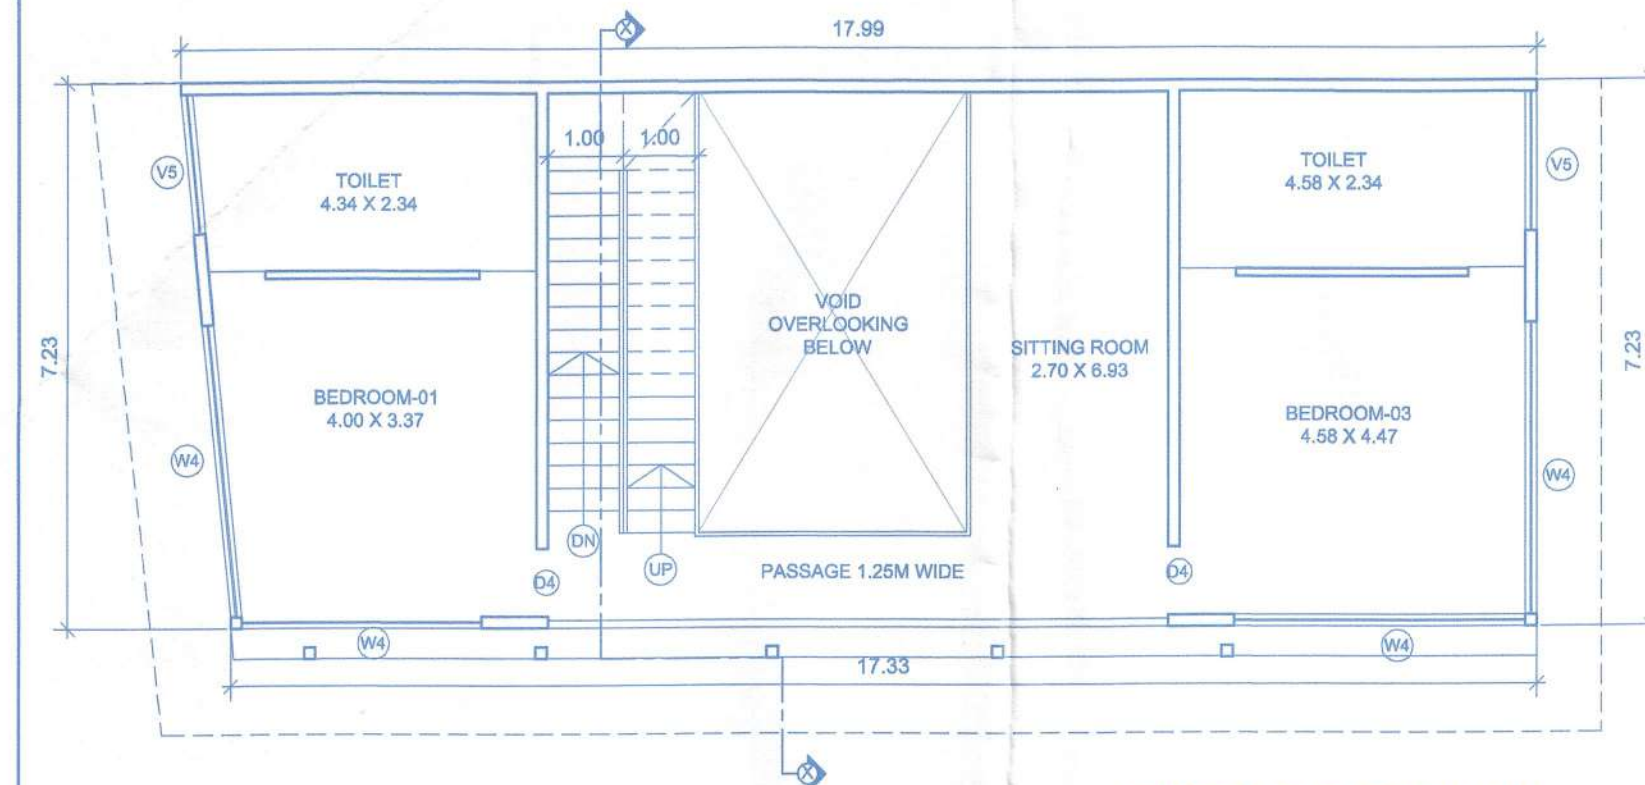 X
17.99
1.00
1.00
V5
TOILET
4.34 X 2.34
TOILET
4.58 X 2.34
V5
VOID
OVERLOOKING
BELOW
7.23
SITTING ROOM
2.70 X 6.93
7.23
BEDROOM-01
4.00 X 3.37
BEDROOM-03
4.58 X 4.47
W4
W4
DN
UP
D4
PASSAGE 1.25M WIDE
D4
W4
W4
17.33
X